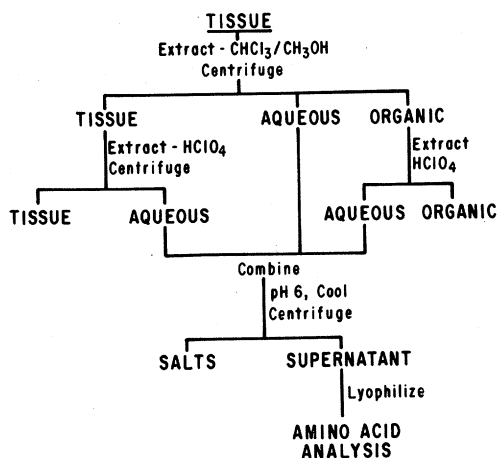 TISSUE
Extract - CHCl3/CH3OH
Centrifuge
TISSUE
AQUEOUS
ORGANIC
Extract - HClO4
Centrifuge
Extract
HClO4
TISSUE
AQUEOUS
AQUEOUS
ORGANIC
Combine
pH 6, Cool
Centrifuge
SALTS
SUPERNATANT
Lyophilize
AMINO ACID
ANALYSIS